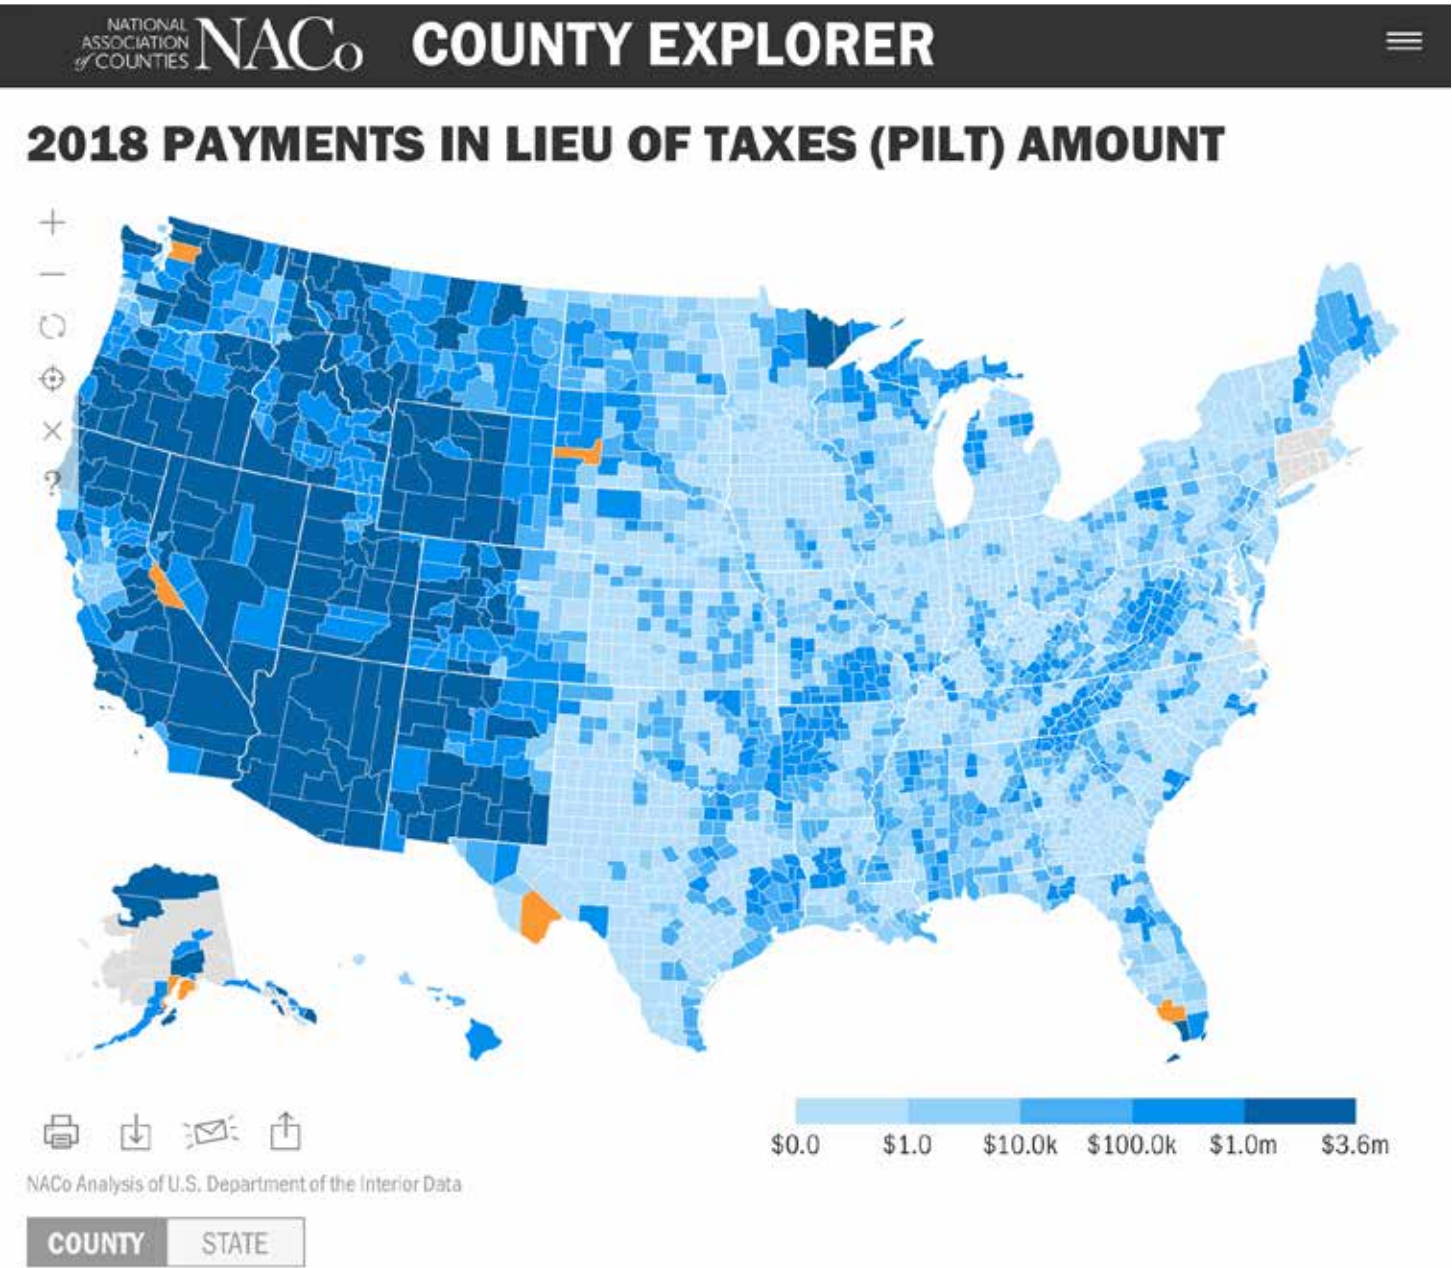 NATIONAL
ASSOCIATION
of COUNTIES
NACo
COUNTY EXPLORER
2018 PAYMENTS IN LIEU OF TAXES (PILT) AMOUNT
?
$0.0 $1.0 $10.0k $100.0k $1.0m $3.6m
NACo Analysis of U.S. Department of the Interior Data
COUNTY STATE